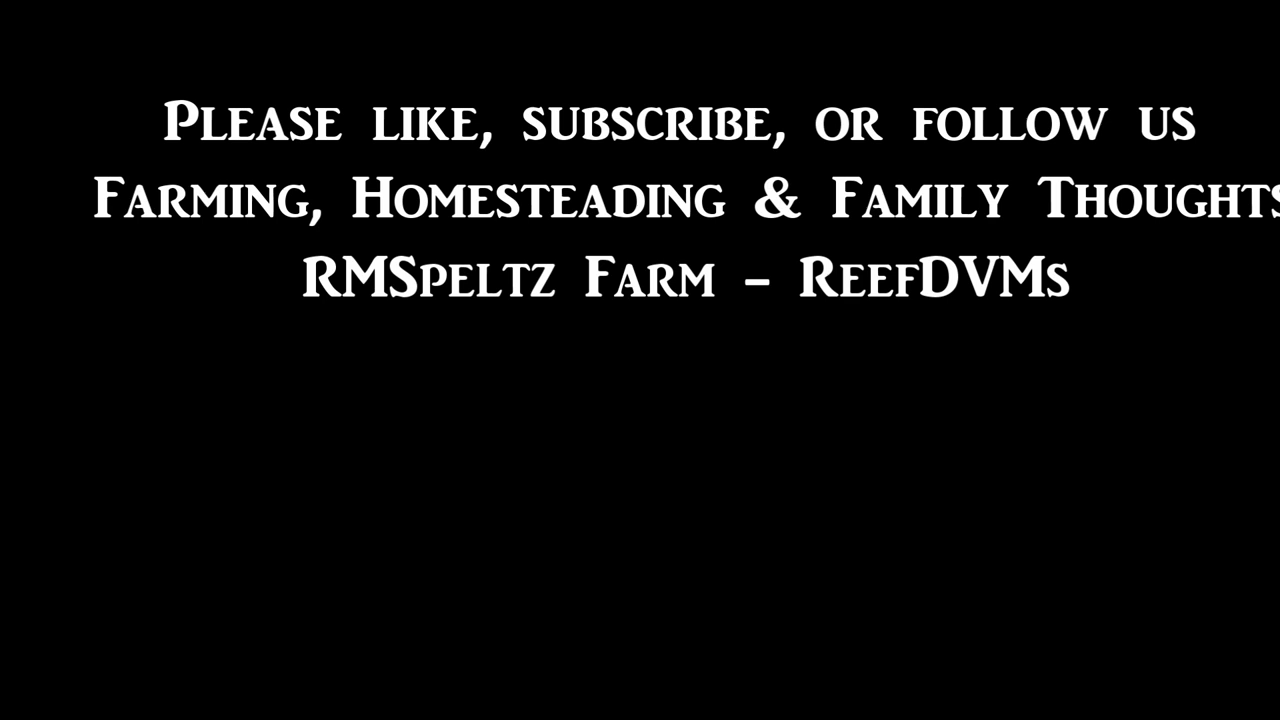 Please like, subscribe, or follow us
Farming, Homesteading & Family Thoughts
RMSpeltz Farm - ReefDVMs